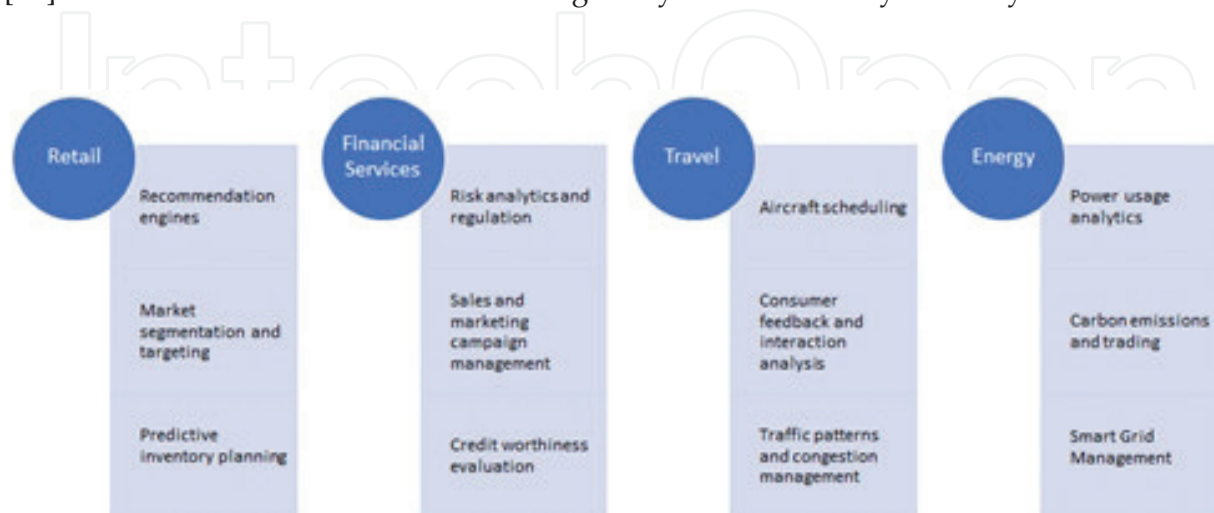 IntechOpen
Retail
Recommendation
engines
Market
segmentation and
targeting
Predictive
inventory planning
Financial
Services
Risk analytics and
regulation
Sales and
marketing
campaign
management
Credit worthiness
evaluation
Travel
Aircraft scheduling
Consumer
feedback and
interaction
analysis
Traffic patterns
and congestion
management
Energy
Power usage
analytics
Carbon emissions
and trading
Smart Grid
Management